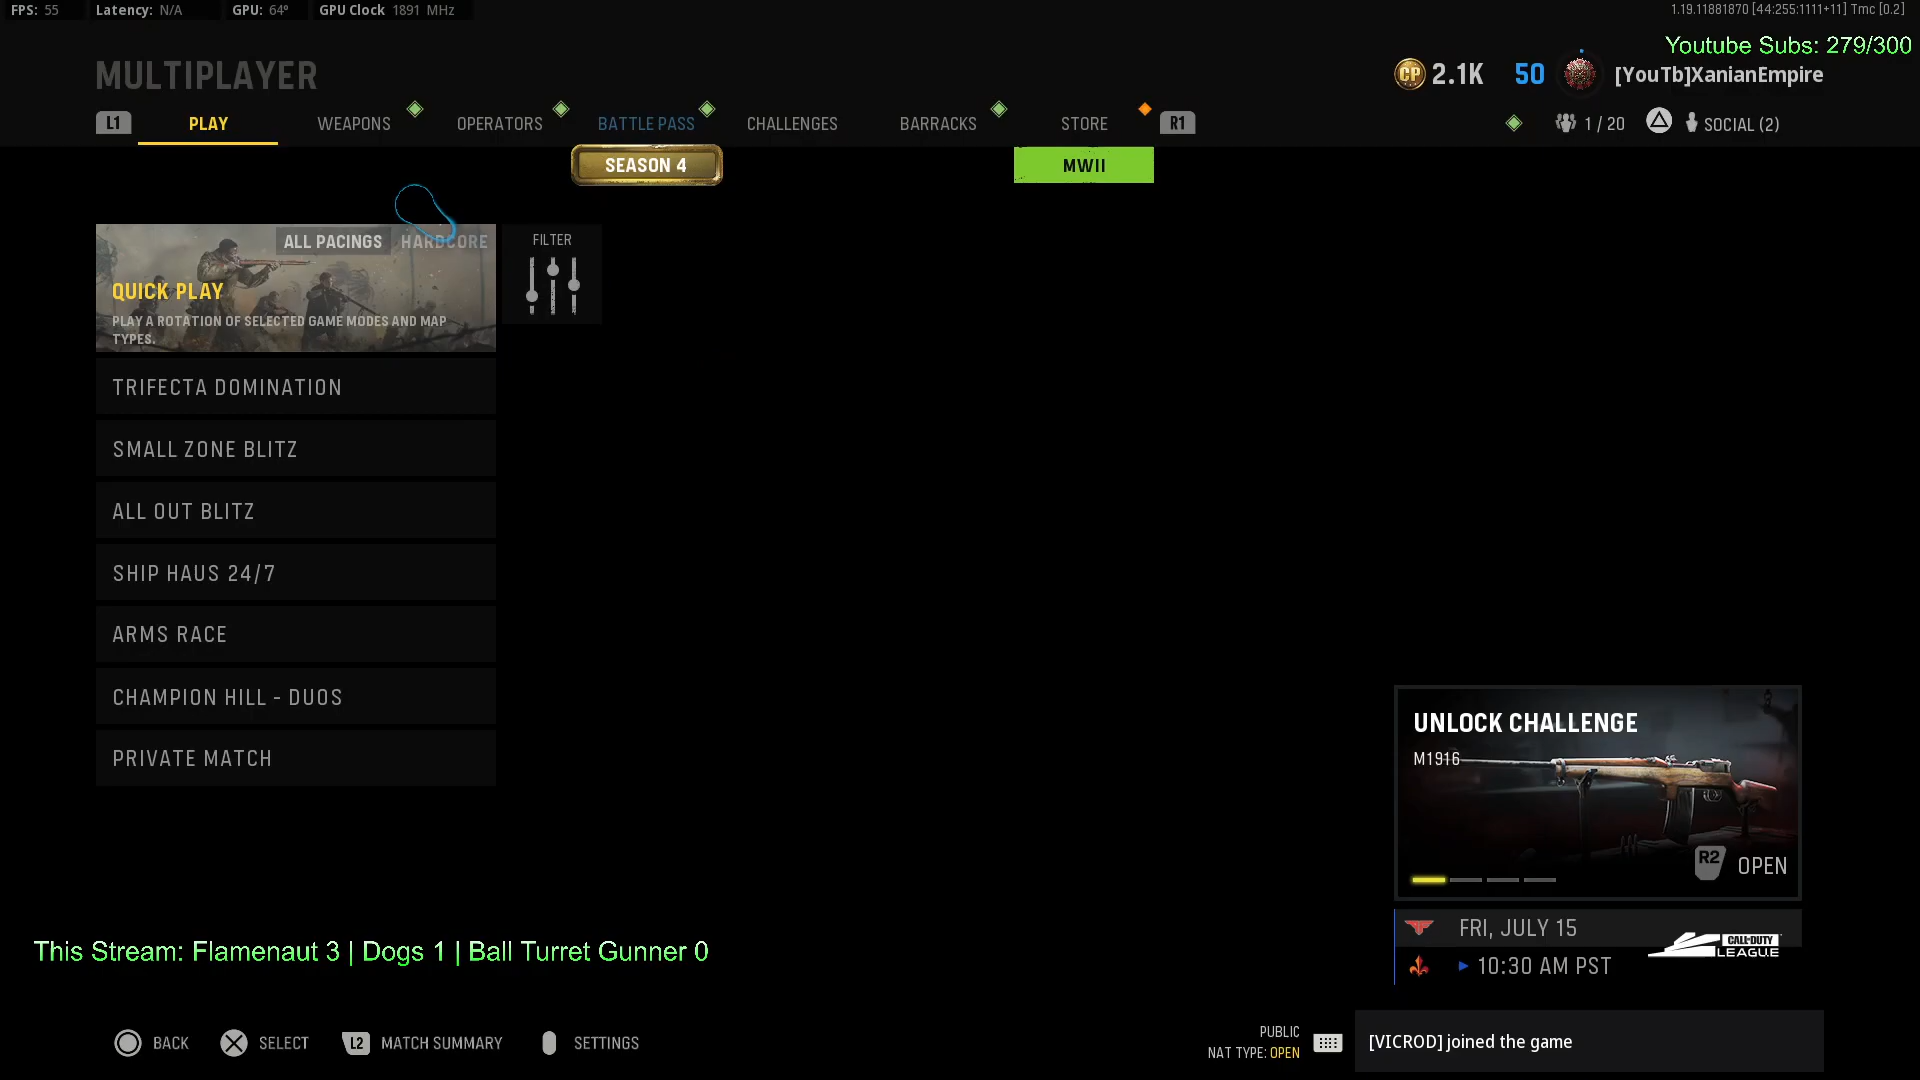 FPS: 55 Latency: N/A GPU: 64° GPU Clock 1891 MHz
1.19.11881870 [44:255:1111+11] Tmc [0.2]
Youtube Subs: 279/300
MULTIPLAYER
CP 2.1K 50 [YouTb]XanianEmpire
L1 PLAY WEAPONS OPERATORS BATTLE PASS CHALLENGES BARRACKS STORE R1
1 / 20 SOCIAL (2)
SEASON 4
MWII
ALL PACINGS HARDCORE
FILTER
QUICK PLAY
PLAY A ROTATION OF SELECTED GAME MODES AND MAP
TYPES.
TRIFECTA DOMINATION
SMALL ZONE BLITZ
ALL OUT BLITZ
SHIP HAUS 24/7
ARMS RACE
CHAMPION HILL - DUOS
PRIVATE MATCH
UNLOCK CHALLENGE
M1916
R2 OPEN
FRI, JULY 15
10:30 AM PST
CALL OF DUTY
LEAGUE
This Stream: Flamenaut 3 | Dogs 1 | Ball Turret Gunner 0
BACK SELECT L2 MATCH SUMMARY SETTINGS
PUBLIC
NAT TYPE: OPEN
[VICROD] joined the game